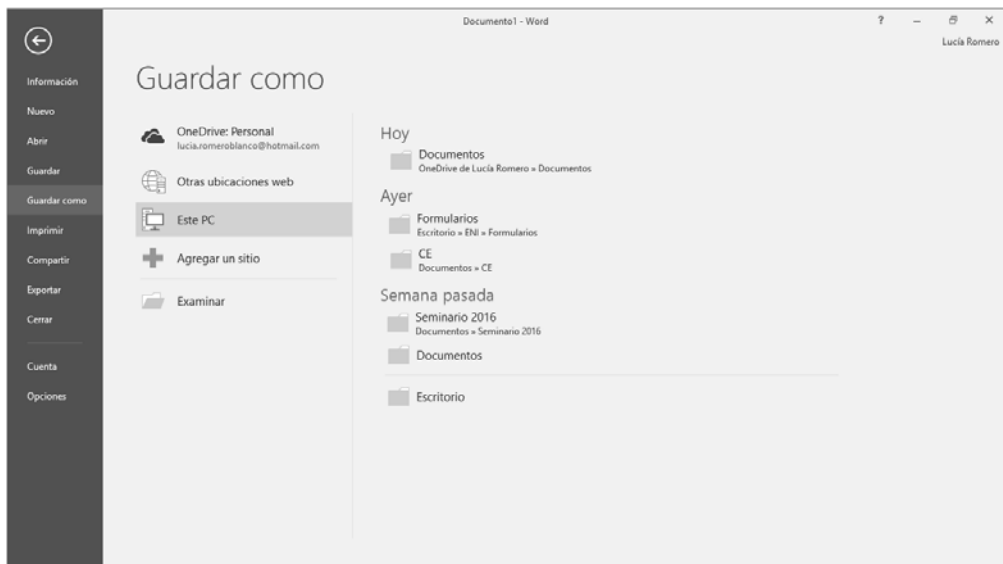 Documento1 - Word
?
Lucía Romero
Información
Nuevo
Abrir
Guardar
Guardar como
Imprimir
Compartir
Exportar
Cerrar
Cuenta
Opciones
Guardar como
OneDrive: Personal
lucia.romeroblanco@hotmail.com
Otras ubicaciones web
Este PC
Agregar un sitio
Examinar
Hoy
Documentos
OneDrive de Lucía Romero » Documentos
Ayer
Formularios
Escritorio » ENI » Formularios
CE
Documentos » CE
Semana pasada
Seminario 2016
Documentos » Seminario 2016
Documentos
Escritorio